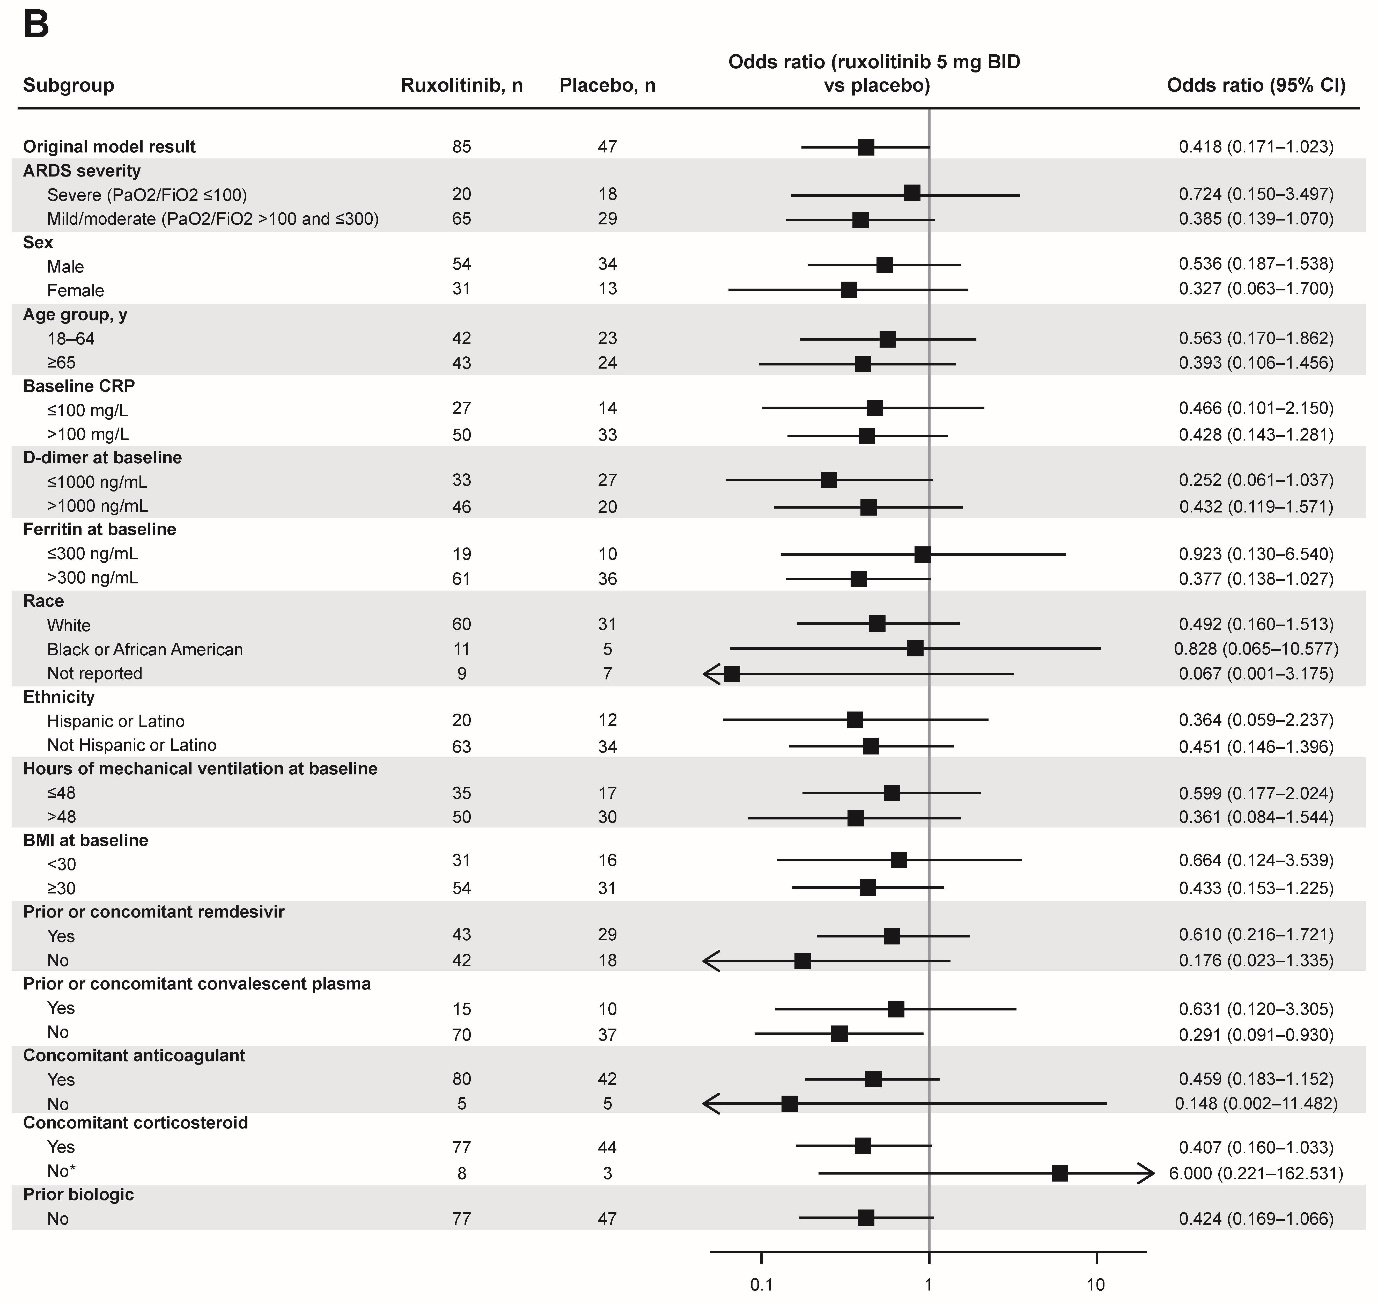 B
Odds ratio (ruxolitinib 5 mg BID
Subgroup Ruxolitinib, n Placebo, n vs placebo) Odds ratio (95% CI)
Original model result 85 47 0.418 (0.171–1.023)
ARDS severity
Severe (PaO2/FiO2 ≤100) 20 18 0.724 (0.150–3.497)
Mild/moderate (PaO2/FiO2 >100 and ≤300) 65 29 0.385 (0.139–1.070)
Sex
Male 54 34 0.536 (0.187–1.538)
Female 31 13 0.327 (0.063–1.700)
Age group, y
18–64 42 23 0.563 (0.170–1.862)
≥65 43 24 0.393 (0.106–1.456)
Baseline CRP
≤100 mg/L 27 14 0.466 (0.101–2.150)
>100 mg/L 50 33 0.428 (0.143–1.281)
D-dimer at baseline
≤1000 ng/mL 33 27 0.252 (0.061–1.037)
>1000 ng/mL 46 20 0.432 (0.119–1.571)
Ferritin at baseline
≤300 ng/mL 19 10 0.923 (0.130–6.540)
>300 ng/mL 61 36 0.377 (0.138–1.027)
Race
White 60 31 0.492 (0.160–1.513)
Black or African American 11 5 0.828 (0.065–10.577)
Not reported 9 7 0.067 (0.001–3.175)
Ethnicity
Hispanic or Latino 20 12 0.364 (0.059–2.237)
Not Hispanic or Latino 63 34 0.451 (0.146–1.396)
Hours of mechanical ventilation at baseline
≤48 35 17 0.599 (0.177–2.024)
>48 50 30 0.361 (0.084–1.544)
BMI at baseline
<30 31 16 0.664 (0.124–3.539)
≥30 54 31 0.433 (0.153–1.225)
Prior or concomitant remdesivir
Yes 43 29 0.610 (0.216–1.721)
No 42 18 0.176 (0.023–1.335)
Prior or concomitant convalescent plasma
Yes 15 10 0.631 (0.120–3.305)
No 70 37 0.291 (0.091–0.930)
Concomitant anticoagulant
Yes 80 42 0.459 (0.183–1.152)
No 5 5 0.148 (0.002–11.482)
Concomitant corticosteroid
Yes 77 44 0.407 (0.160–1.033)
No* 8 3 6.000 (0.221–162.531)
Prior biologic
No 77 47 0.424 (0.169–1.066)
0.1 1 10